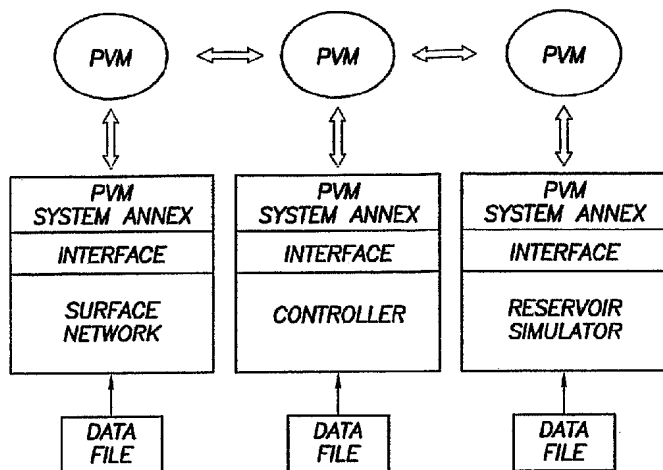 PVM
PVM
PVM
PVM
SYSTEM ANNEX
INTERFACE
SURFACE
NETWORK
PVM
SYSTEM ANNEX
INTERFACE
CONTROLLER
PVM
SYSTEM ANNEX
INTERFACE
RESERVOIR
SIMULATOR
DATA
FILE
DATA
FILE
DATA
FILE